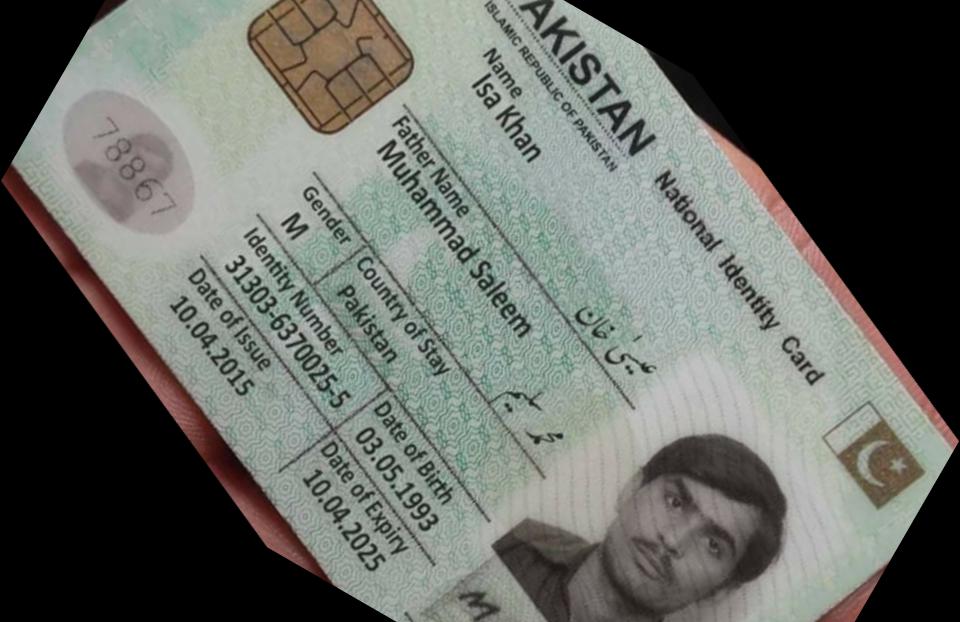 AKISTAN National Identity Card
ISLAMIC REPUBLIC OF PAKISTAN
Name
Isa Khan
عیسیٰ خان
Father Name
Muhammad Saleem
محمد سلیم
Gender
M
Country of Stay
Pakistan
Identity Number
31303-6370025-5
Date of Birth
03.05.1993
Date of Issue
10.04.2015
Date of Expiry
10.04.2025
78867
M